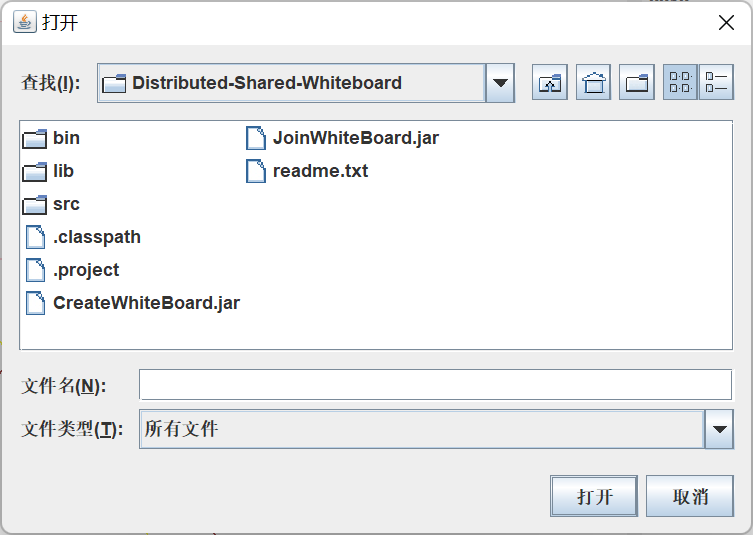 打开
查找(I):
Distributed-Shared-Whiteboard
bin
lib
src
.classpath
.project
CreateWhiteBoard.jar
JoinWhiteBoard.jar
readme.txt
文件名(N):
文件类型(T):
所有文件
打开
取消